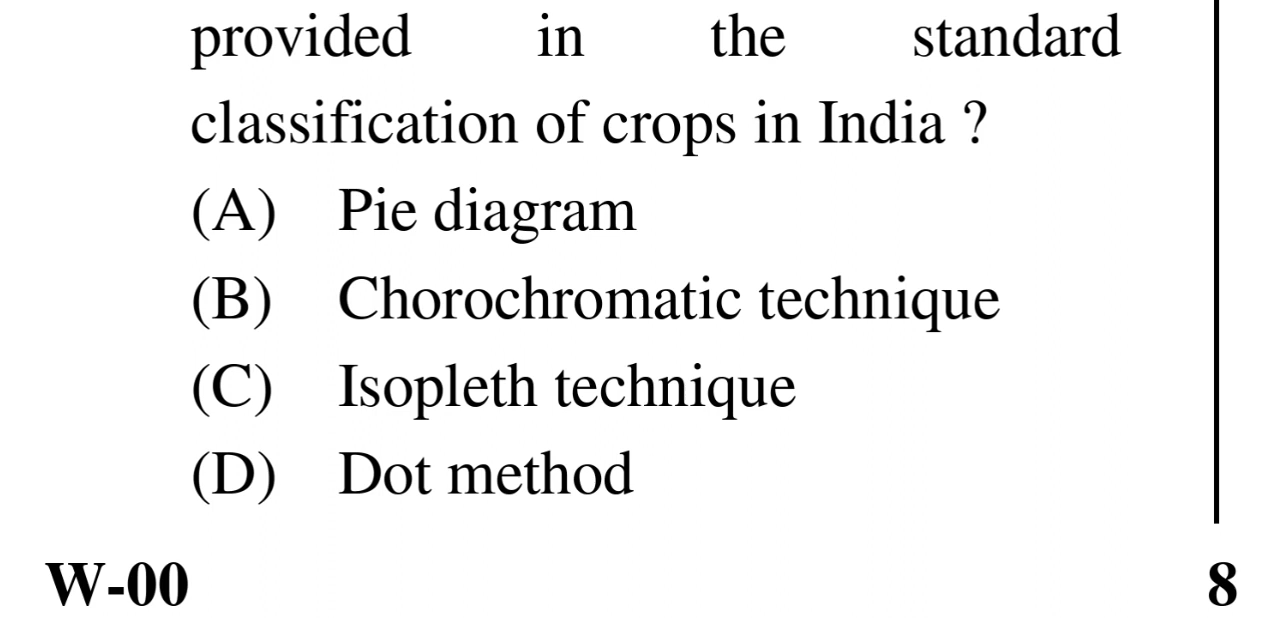 provided in the standard
classification of crops in India ?
(A) Pie diagram
(B) Chorochromatic technique
(C) Isopleth technique
(D) Dot method
W-00 8